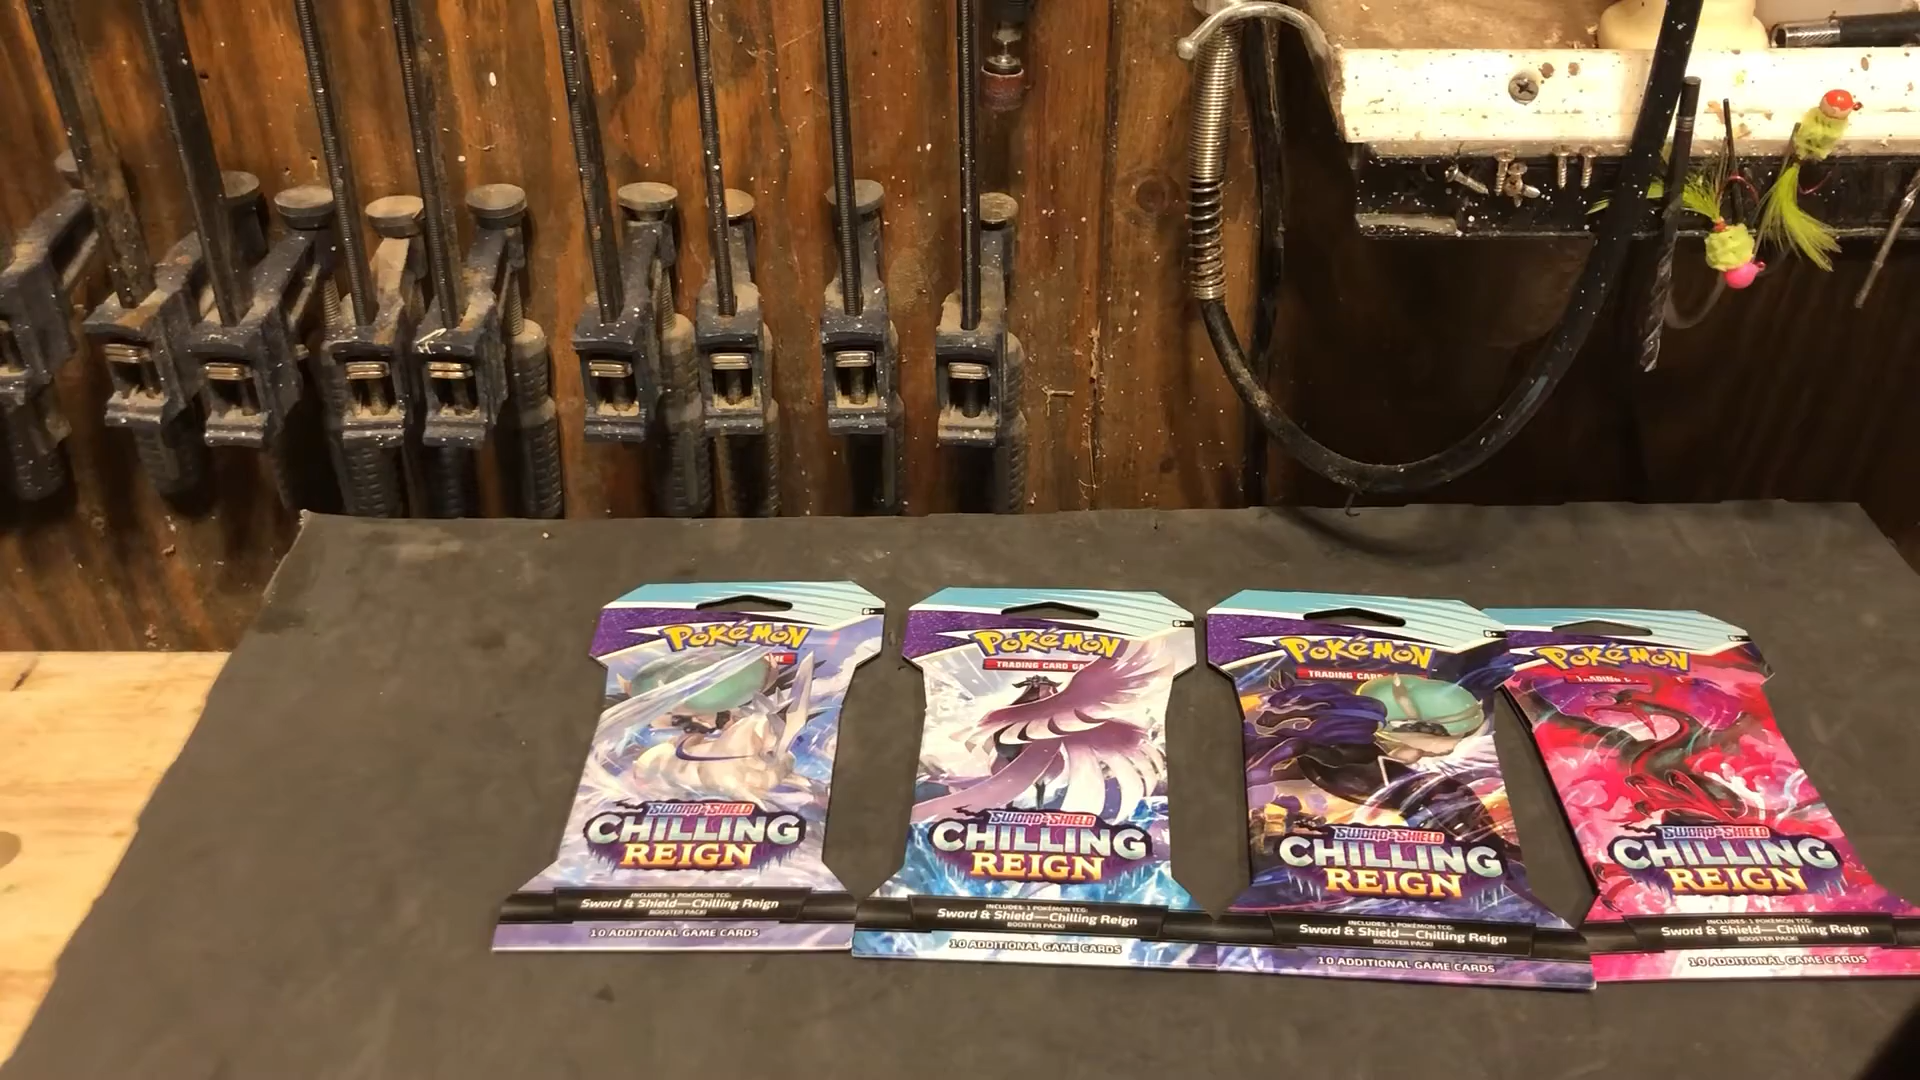 6+
POKéMON
ME
SWORD & SHIELD
CHILLING
REIGN
INCLUDES: 1 POKÉMON TCG:
Sword & Shield—Chilling Reign
BOOSTER PACK!
10 ADDITIONAL GAME CARDS
6+
POKéMON
TRADING CARD GA
SWORD & SHIELD
CHILLING
REIGN
INCLUDES: 1 POKÉMON TCG:
Sword & Shield—Chilling Reign
BOOSTER PACK!
10 ADDITIONAL GAME CARDS
6+
POKéMON
TRADING CARD
SWORD & SHIELD
CHILLING
REIGN
INCLUDES: 1 POKÉMON TCG:
Sword & Shield—Chilling Reign
BOOSTER PACK!
10 ADDITIONAL GAME CARDS
6+
POKéMON
TRADING
SWORD & SHIELD
CHILLING
REIGN
INCLUDES: 1 POKÉMON TCG:
Sword & Shield—Chilling Reign
BOOSTER PACK!
10 ADDITIONAL GAME CARDS